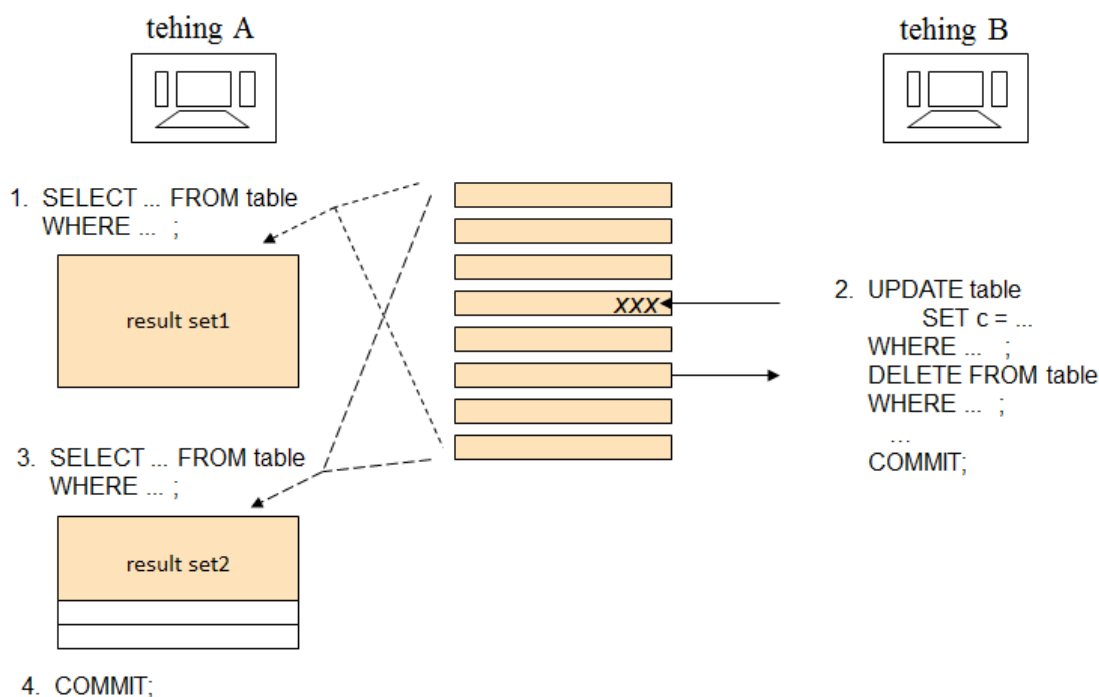 tehing A
tehing B
1. SELECT ... FROM table
WHERE ... ;
result set1
xxx
2. UPDATE table
SET c = ...
WHERE ... ;
DELETE FROM table
WHERE ... ;
...
COMMIT;
3. SELECT ... FROM table
WHERE ... ;
result set2
4. COMMIT;